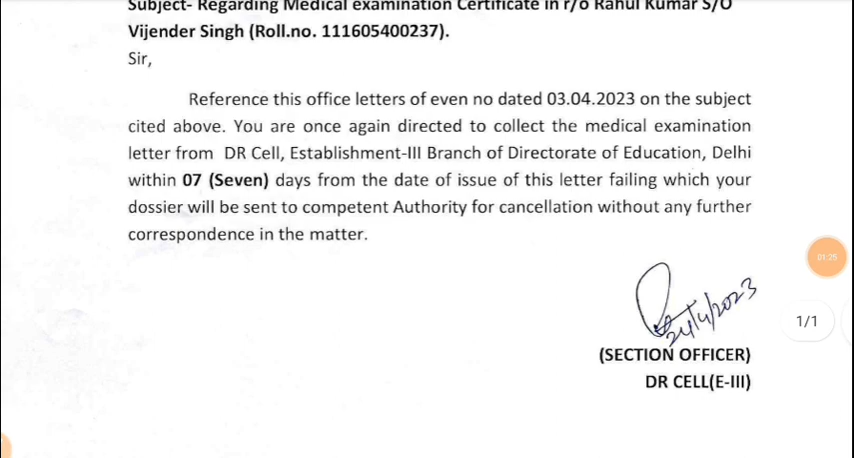 Subject- Regarding Medical examination Certificate in r/o Rahul Kumar S/O
Vijender Singh (Roll.no. 111605400237).
Sir,
Reference this office letters of even no dated 03.04.2023 on the subject
cited above. You are once again directed to collect the medical examination
letter from DR Cell, Establishment-III Branch of Directorate of Education, Delhi
within 07 (Seven) days from the date of issue of this letter failing which your
dossier will be sent to competent Authority for cancellation without any further
correspondence in the matter.
01:25
24/4/2023
1/1
(SECTION OFFICER)
DR CELL(E-III)